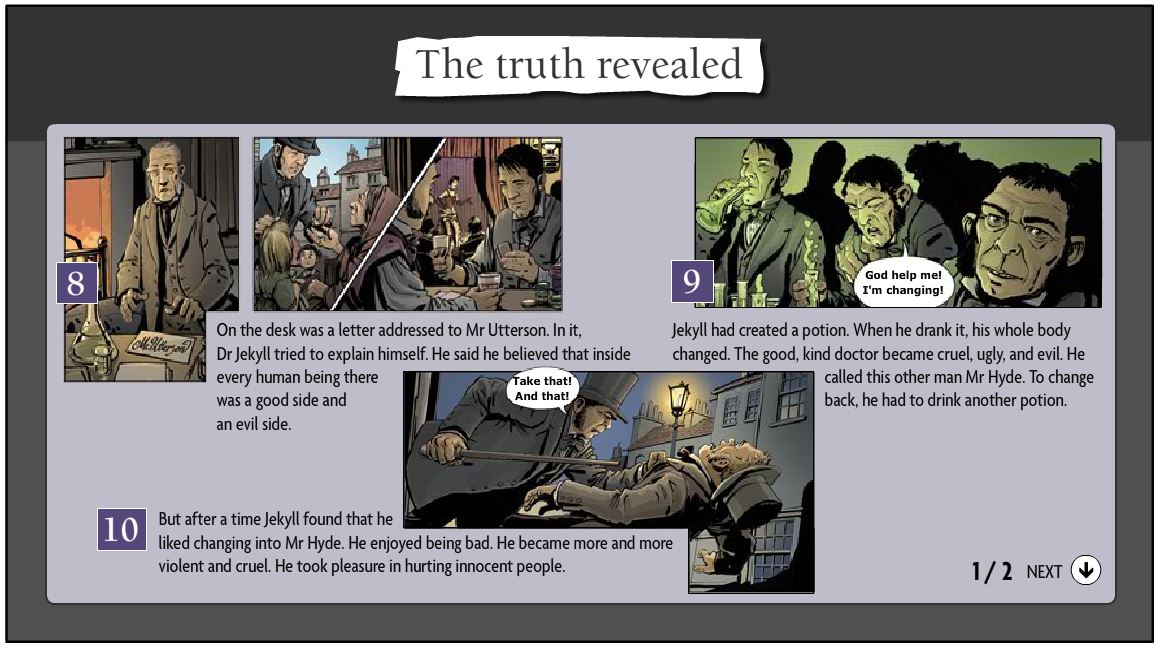 The truth revealed
8
Mr Utterson
On the desk was a letter addressed to Mr Utterson. In it,
Dr Jekyll tried to explain himself. He said he believed that inside
every human being there
was a good side and
an evil side.
God help me!
I'm changing!
9
Jekyll had created a potion. When he drank it, his whole body
changed. The good, kind doctor became cruel, ugly, and evil. He
called this other man Mr Hyde. To change
back, he had to drink another potion.
Take that!
And that!
10
But after a time Jekyll found that he
liked changing into Mr Hyde. He enjoyed being bad. He became more and more
violent and cruel. He took pleasure in hurting innocent people.
1/2 NEXT